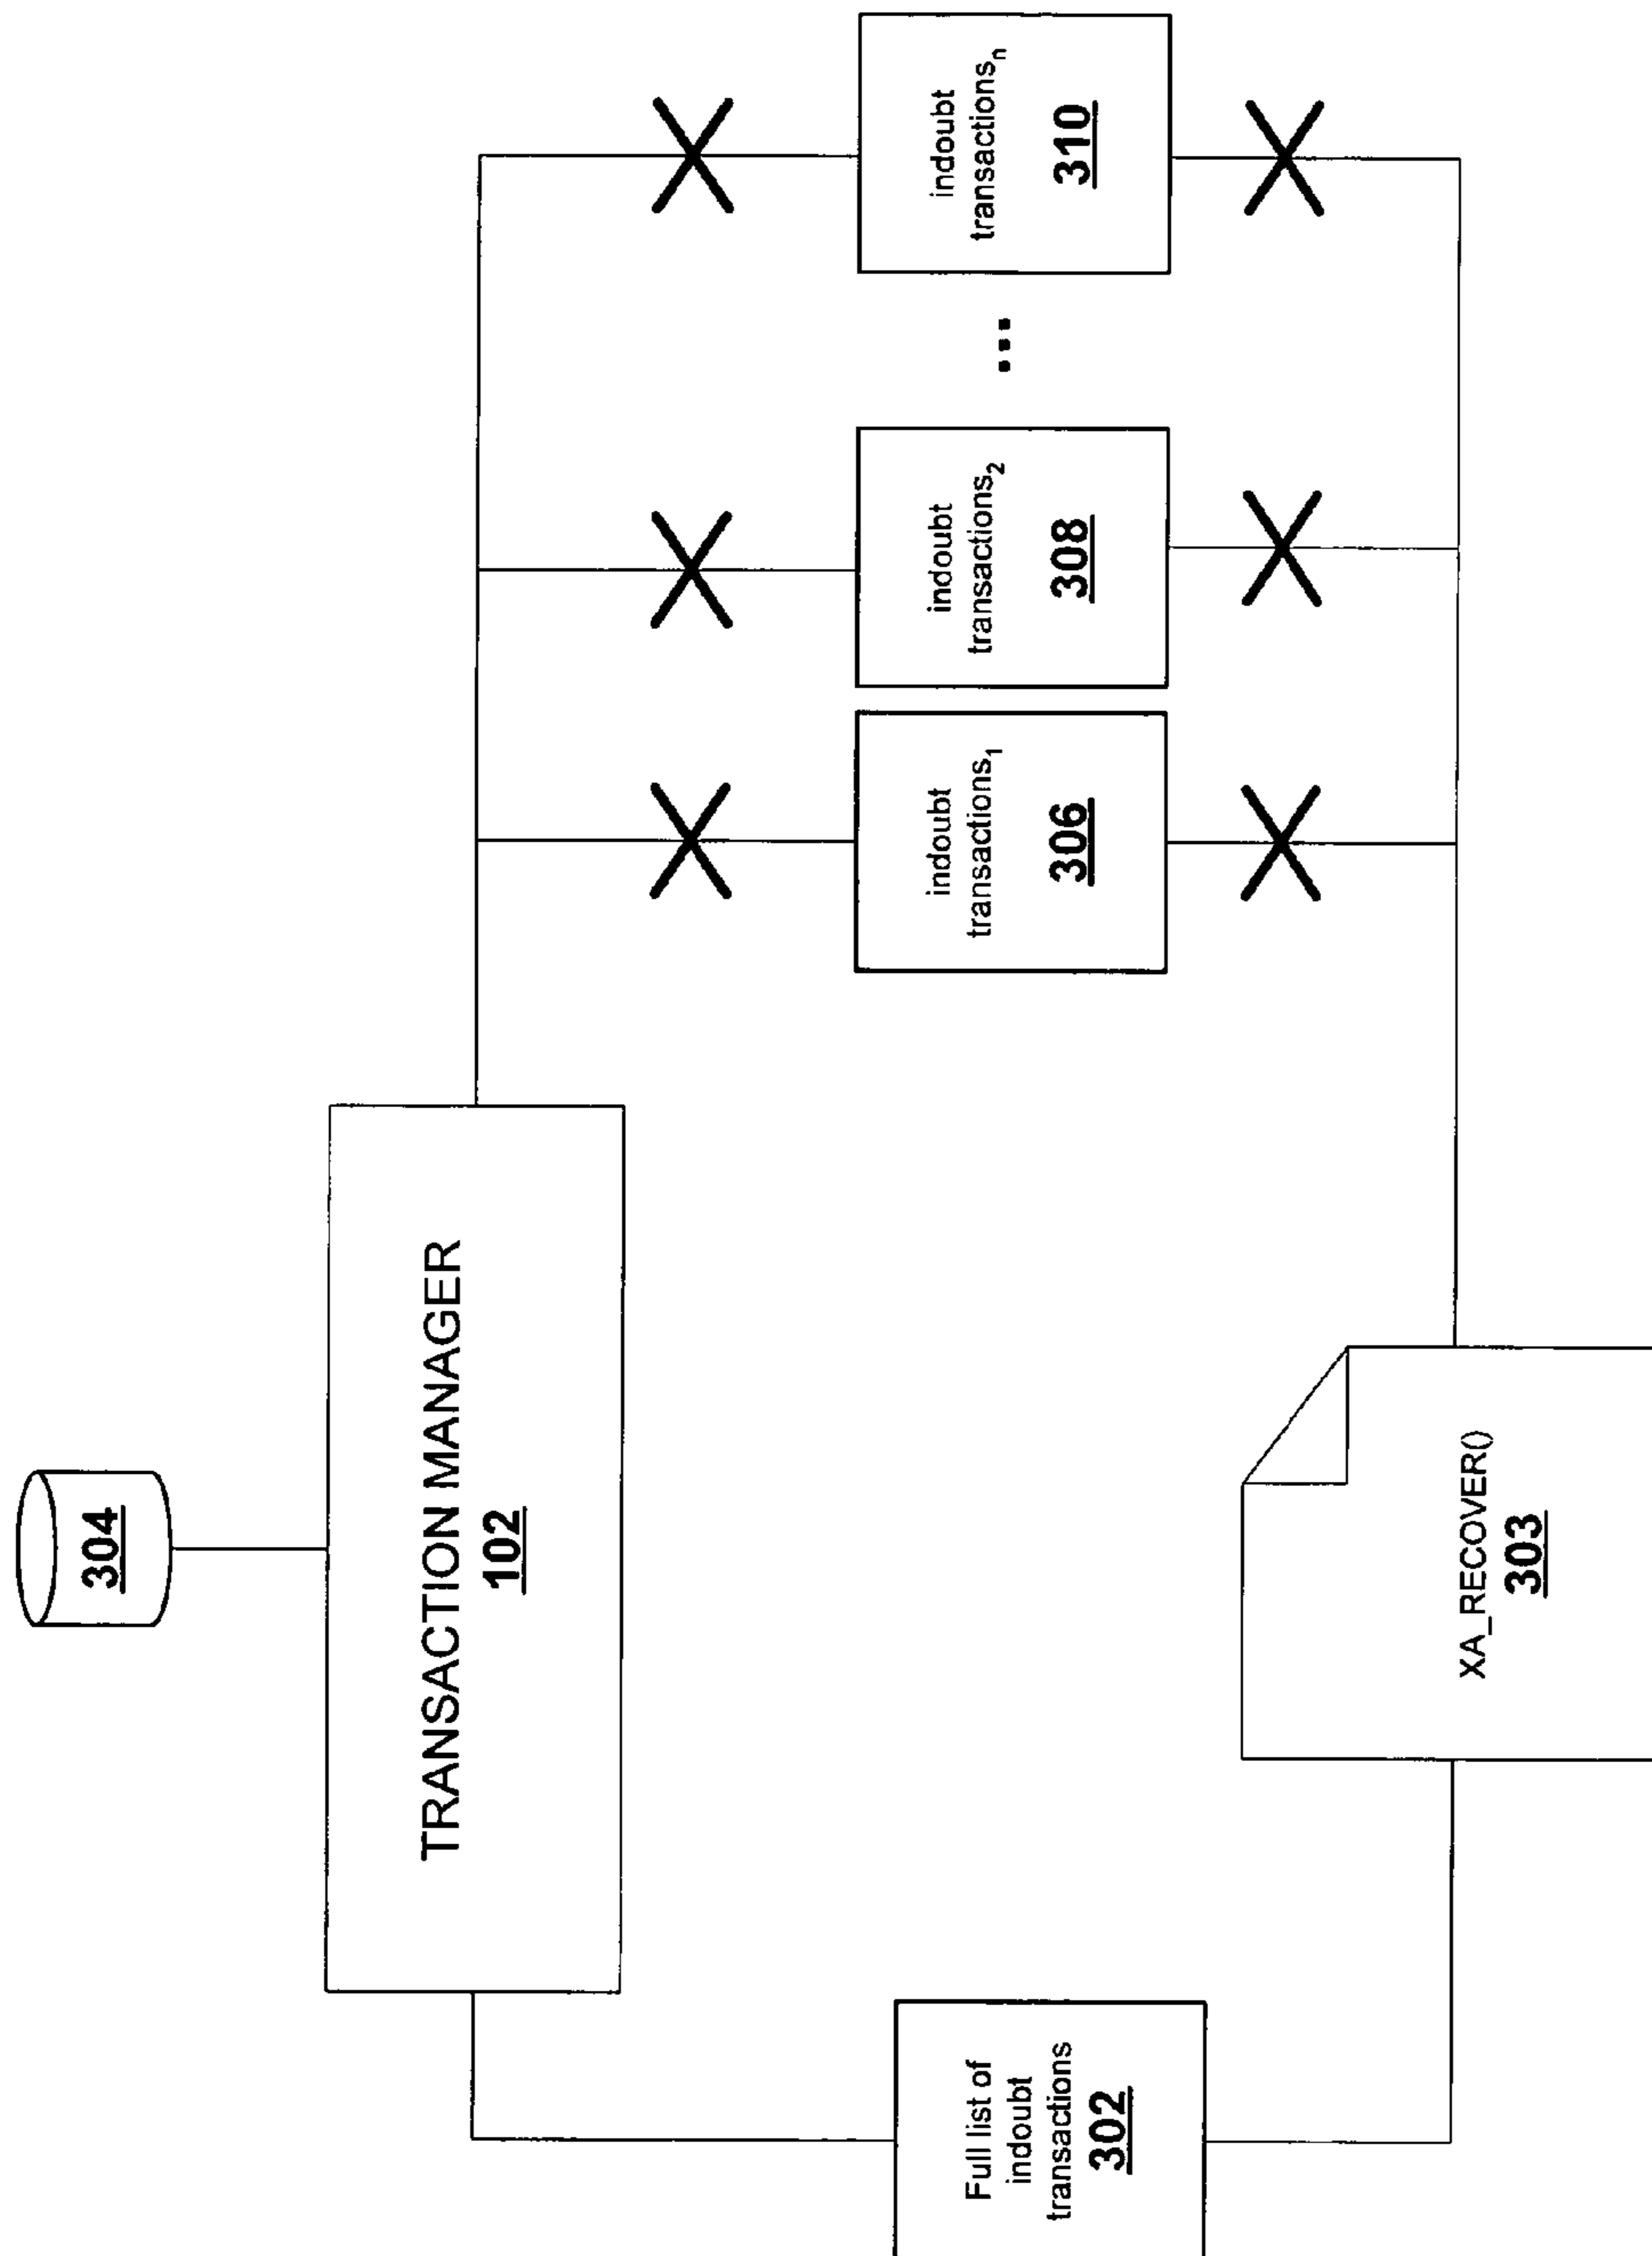 304
TRANSACTION MANAGER
102
Full list of
indoubt
transactions
302
indoubt
transactions₁
306
indoubt
transactions₂
308
...
indoubt
transactionsₙ
310
XA_RECOVER()
303